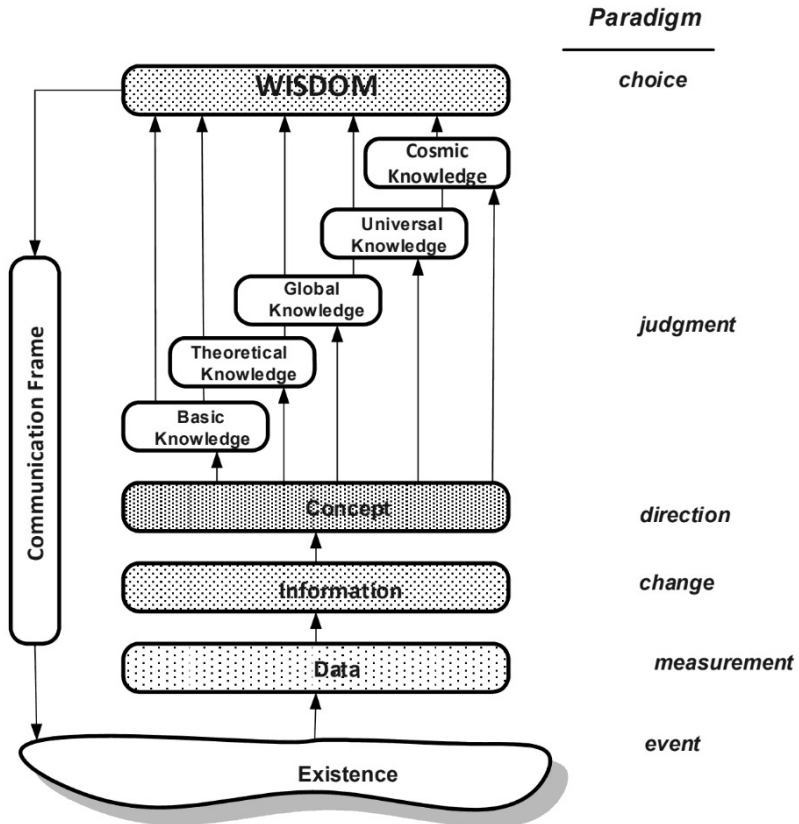 Paradigm
WISDOM
choice
Cosmic
Knowledge
Universal
Knowledge
Global
Knowledge
judgment
Theoretical
Knowledge
Basic
Knowledge
Communication Frame
Concept
direction
Information
change
Data
measurement
event
Existence